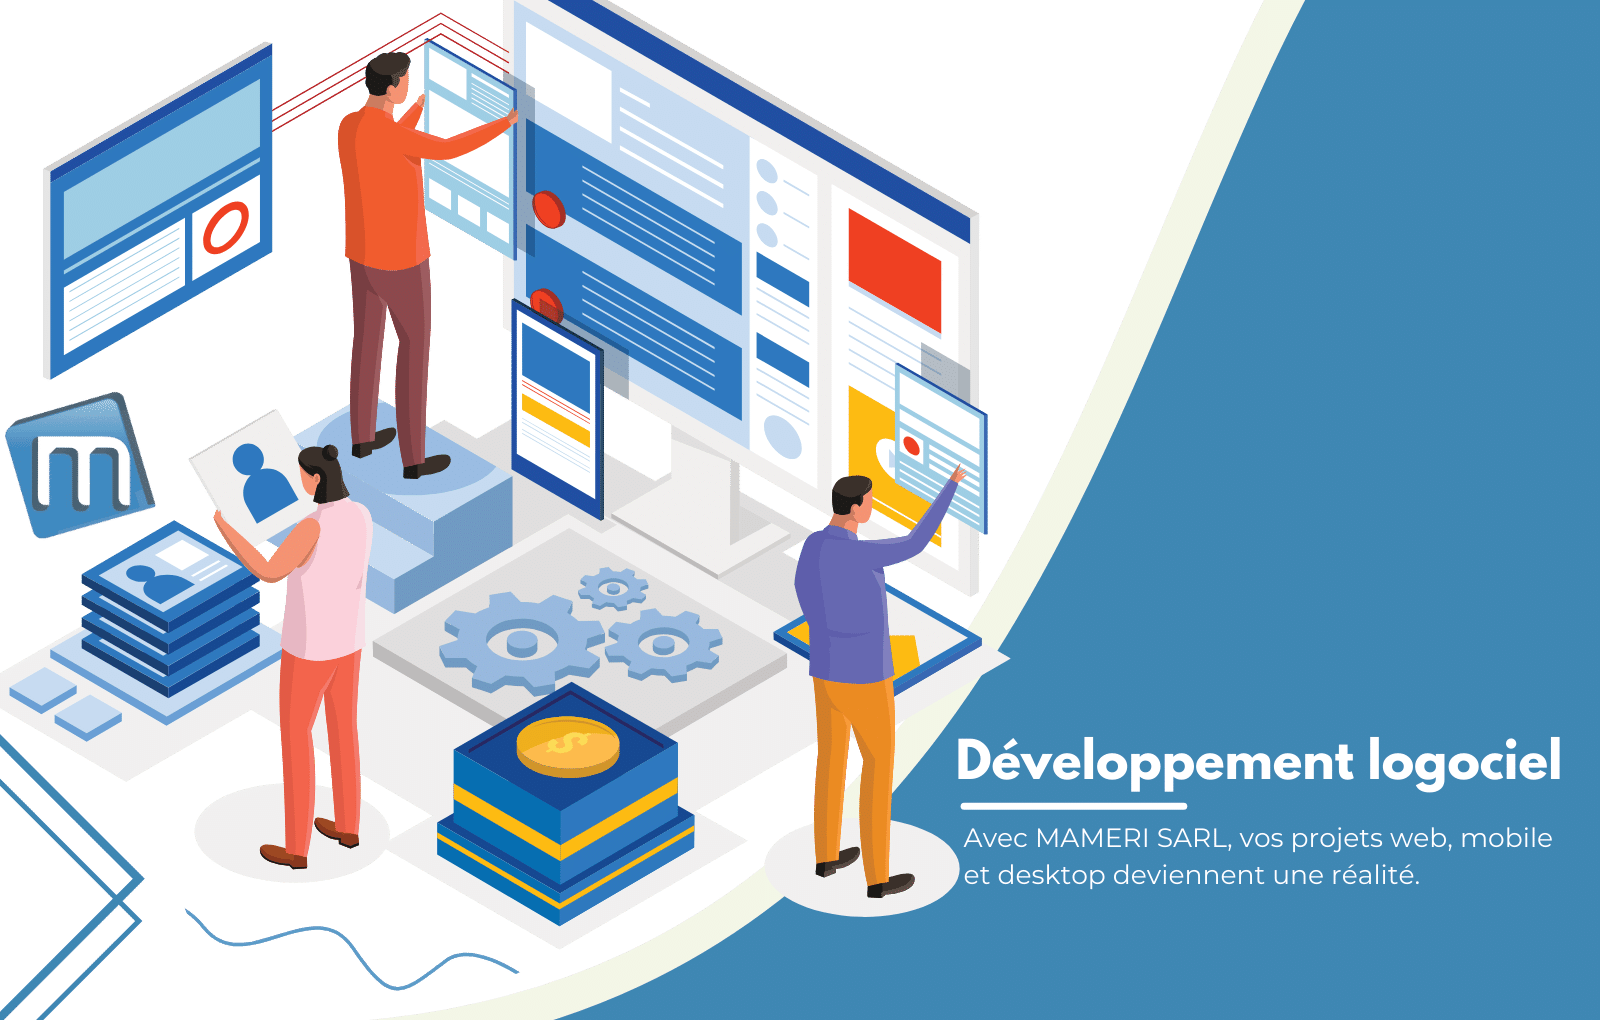 m
$
Développement logociel
Avec MAMERI SARL, vos projets web, mobile
et desktop deviennent une réalité.